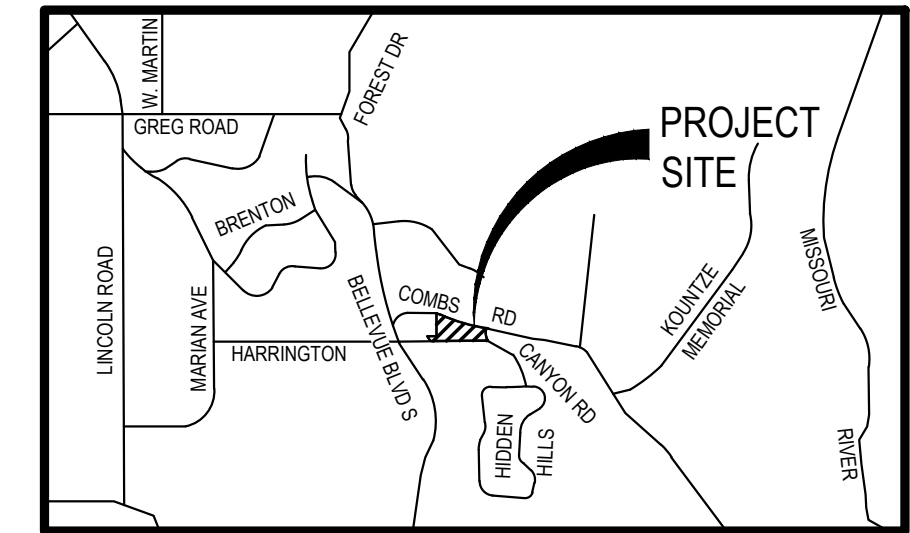 W. MARTIN
FOREST DR
GREG ROAD
PROJECT
SITE
BRENTON
MISSOURI
RIVER
KOUNTZE
MEMORIAL
BELLEVUE BLVD S
COMBS RD
LINCOLN ROAD
MARIAN AVE
HARRINGTON
CANYON RD
HIDDEN
HILLS